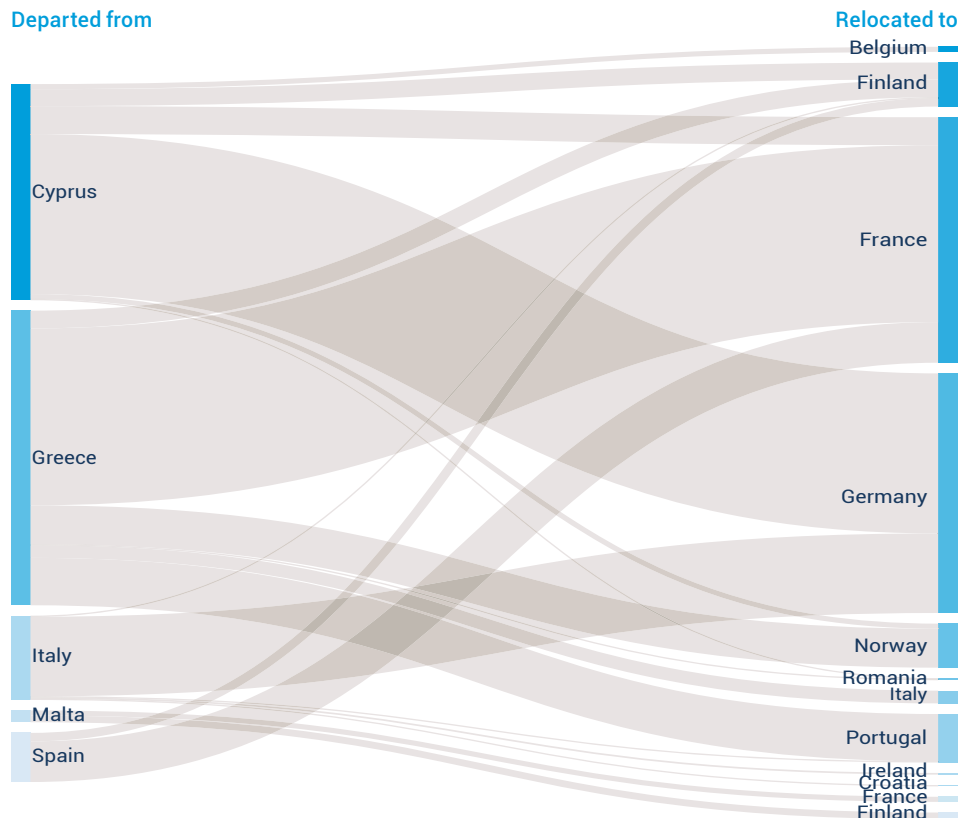 Departed from
Relocated to
Belgium
Finland
France
Germany
Norway
Romania
Italy
Portugal
Ireland
Croatia
France
Finland
Cyprus
Greece
Italy
Malta
Spain